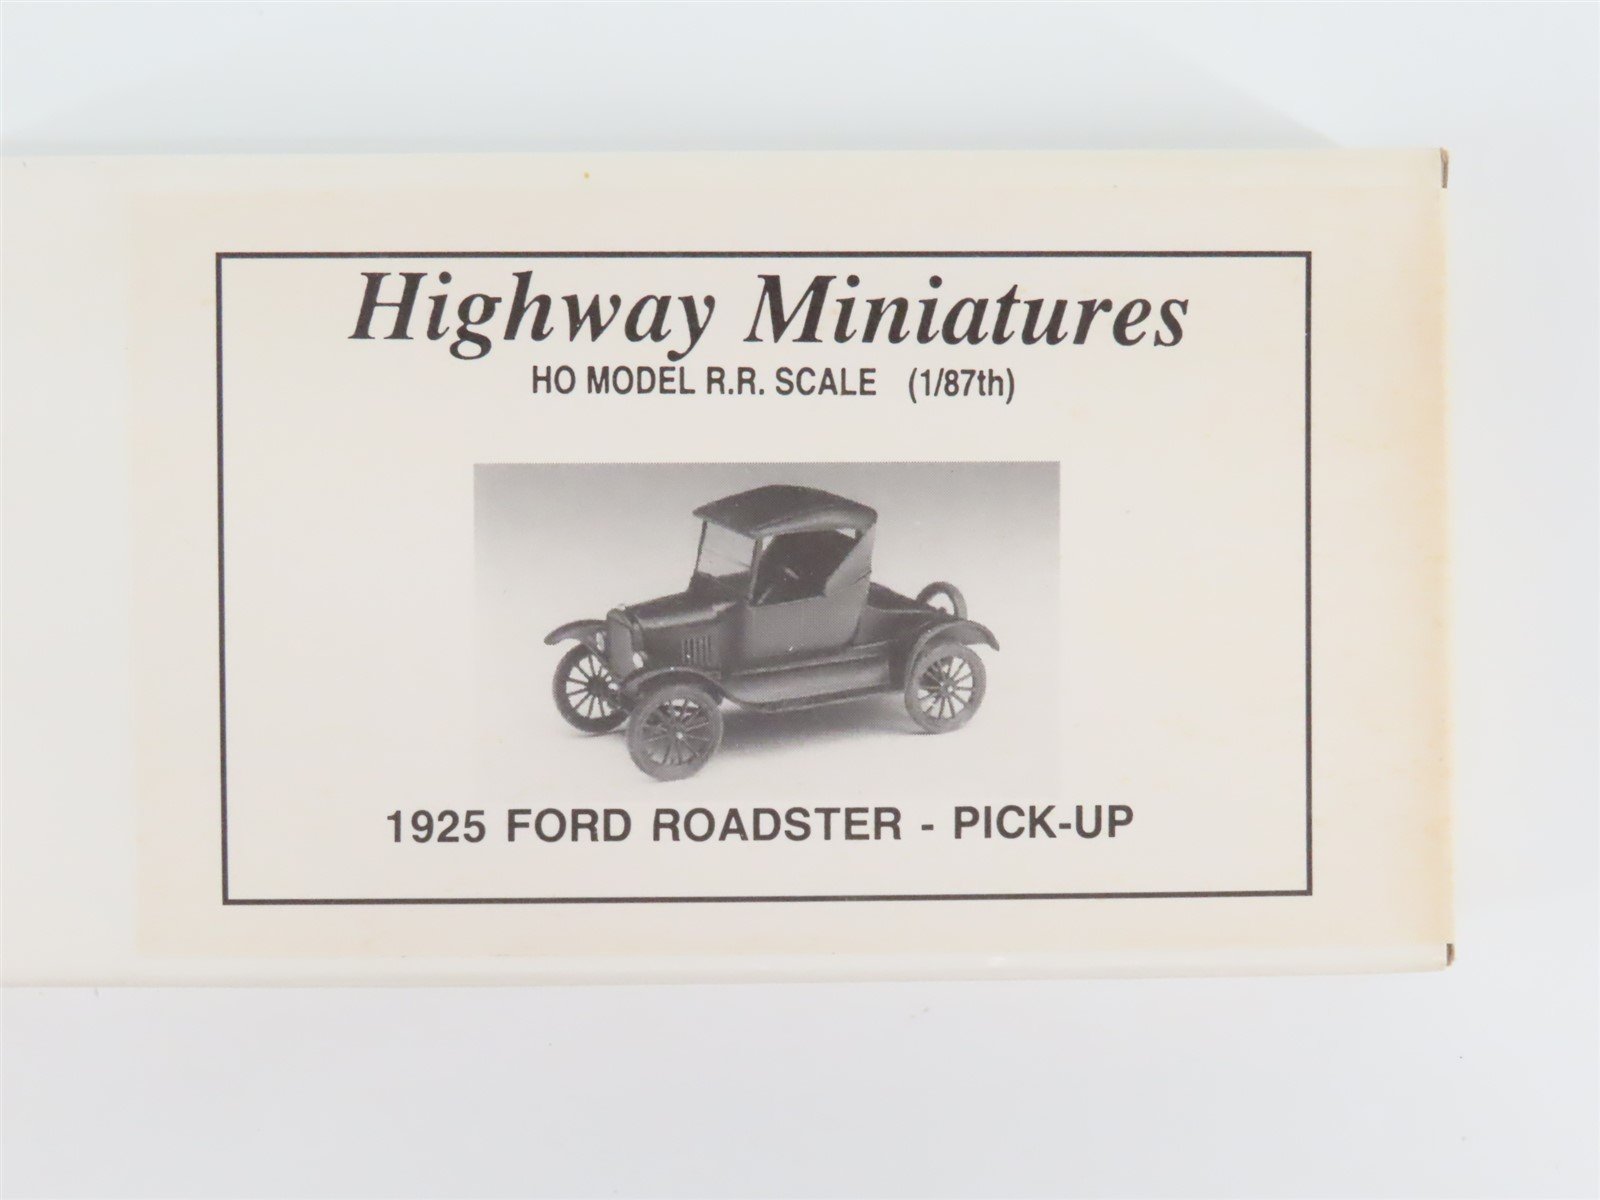 Highway Miniatures
HO MODEL R.R. SCALE (1/87th)
1925 FORD ROADSTER - PICK-UP